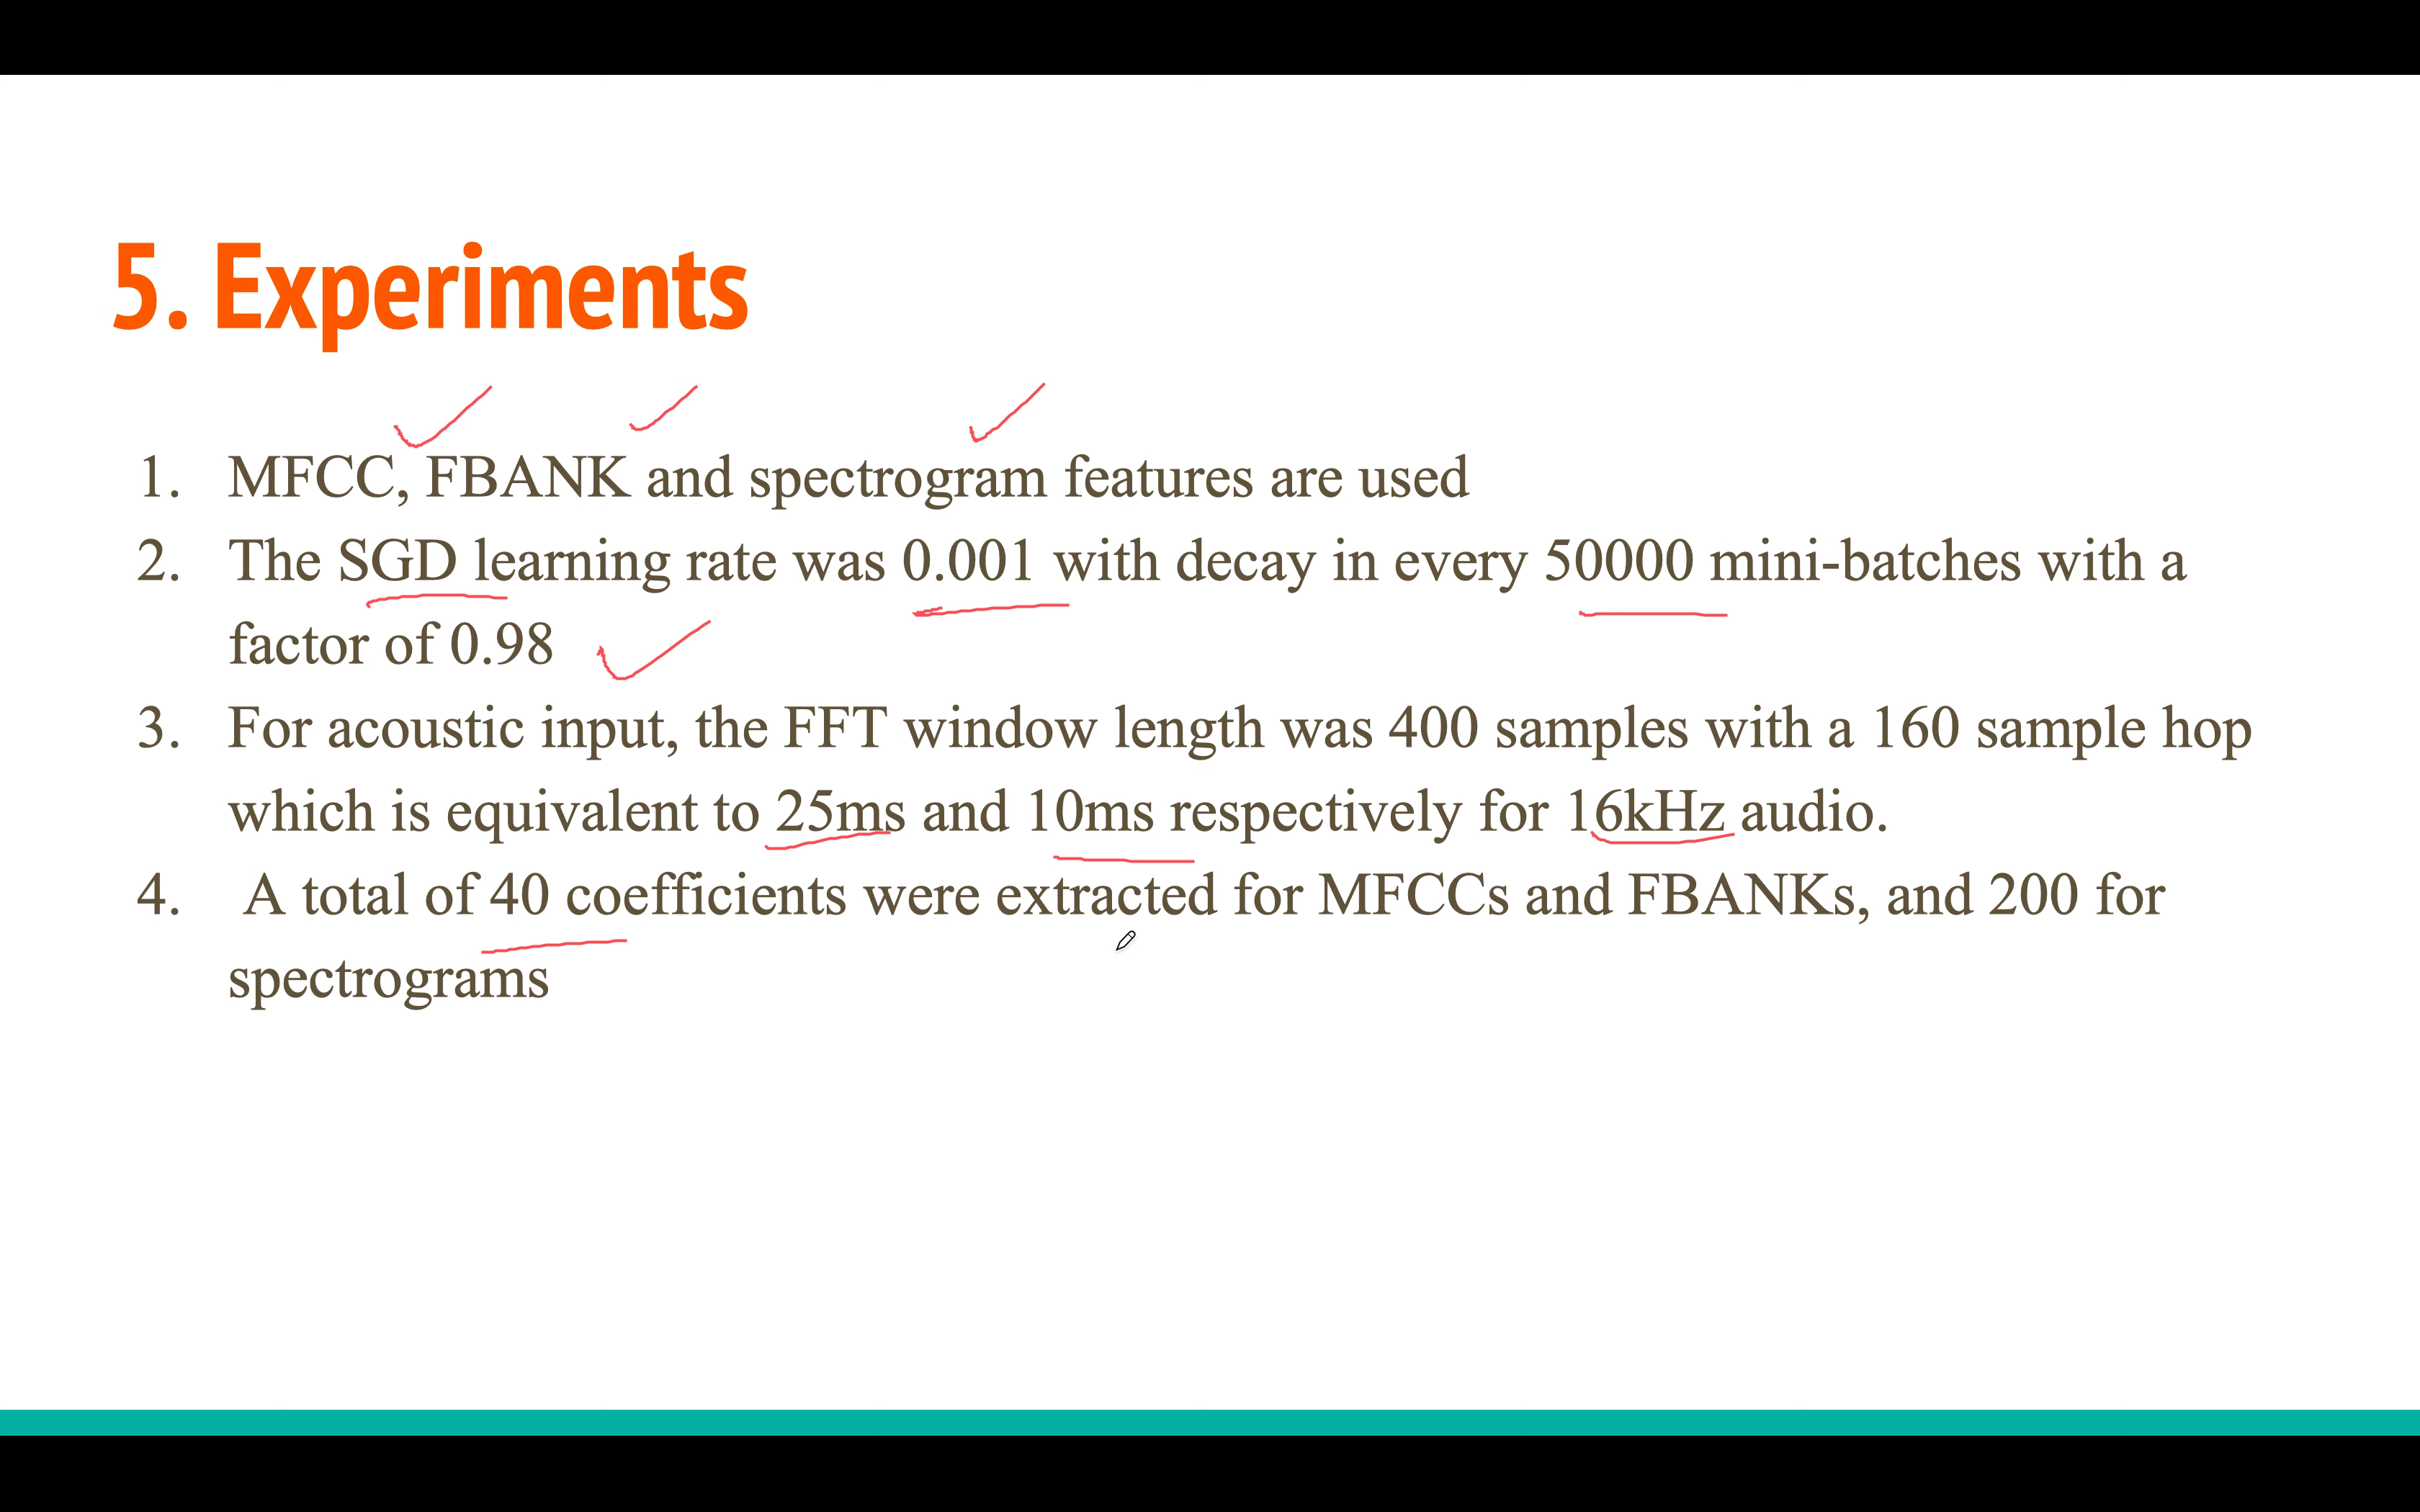 5. Experiments
1. MFCC, FBANK and spectrogram features are used
2. The SGD learning rate was 0.001 with decay in every 50000 mini-batches with a
factor of 0.98
3. For acoustic input, the FFT window length was 400 samples with a 160 sample hop
which is equivalent to 25ms and 10ms respectively for 16kHz audio.
4. A total of 40 coefficients were extracted for MFCCs and FBANKs, and 200 for
spectrograms